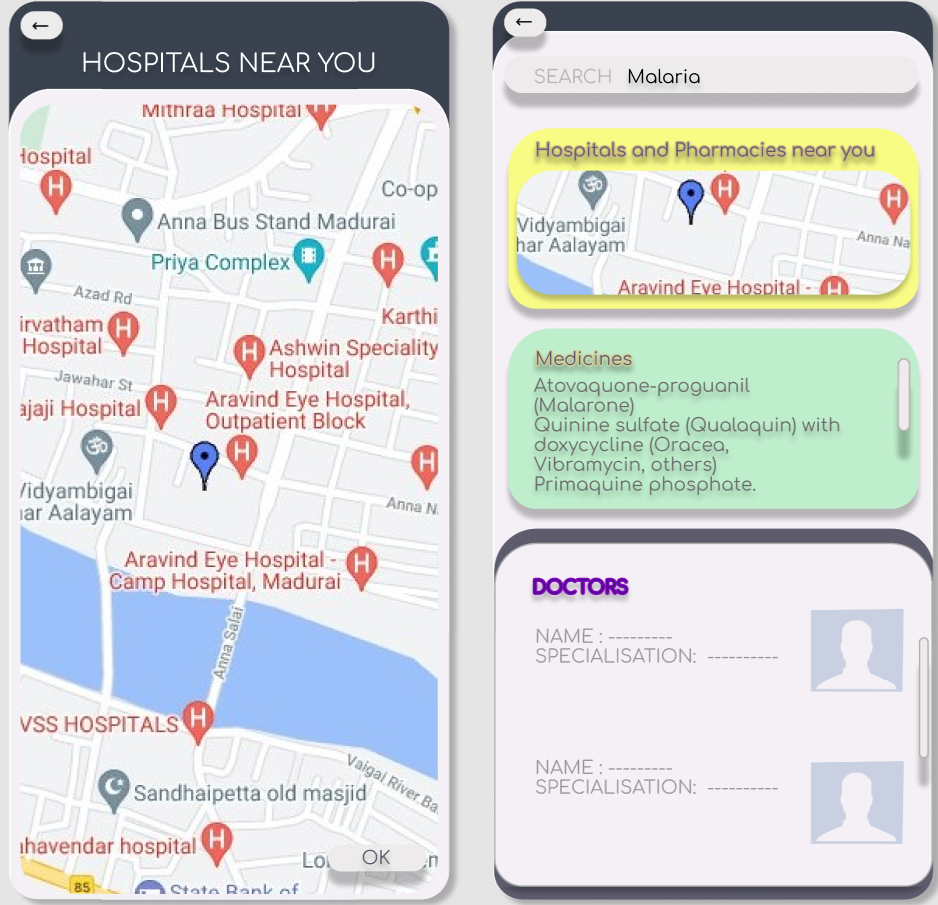 ←
HOSPITALS NEAR YOU
Mithraa Hospital
Hospital
Co-op
Anna Bus Stand Madurai
Priya Complex
Azad Rd
irvatham
Hospital
Karthi
Ashwin Speciality
Hospital
Jawahar St
ajaji Hospital
Aravind Eye Hospital,
Outpatient Block
Vidyambigai
har Aalayam
Anna N
Aravind Eye Hospital -
Camp Hospital, Madurai
Anna Salai
VSS HOSPITALS
Vaigai River Ba
Sandhaipetta old masjid
havendar hospital
OK
85
State Bank of
←
SEARCH Malaria
Hospitals and Pharmacies near you
Vidyambigai
har Aalayam
Anna Na
Aravind Eye Hospital -
Medicines
Atovaquone-proguanil
(Malarone)
Quinine sulfate (Qualaquin) with
doxycycline (Oracea,
Vibramycin, others)
Primaquine phosphate.
DOCTORS
NAME : ---------
SPECIALISATION: ----------
NAME : ---------
SPECIALISATION: ----------